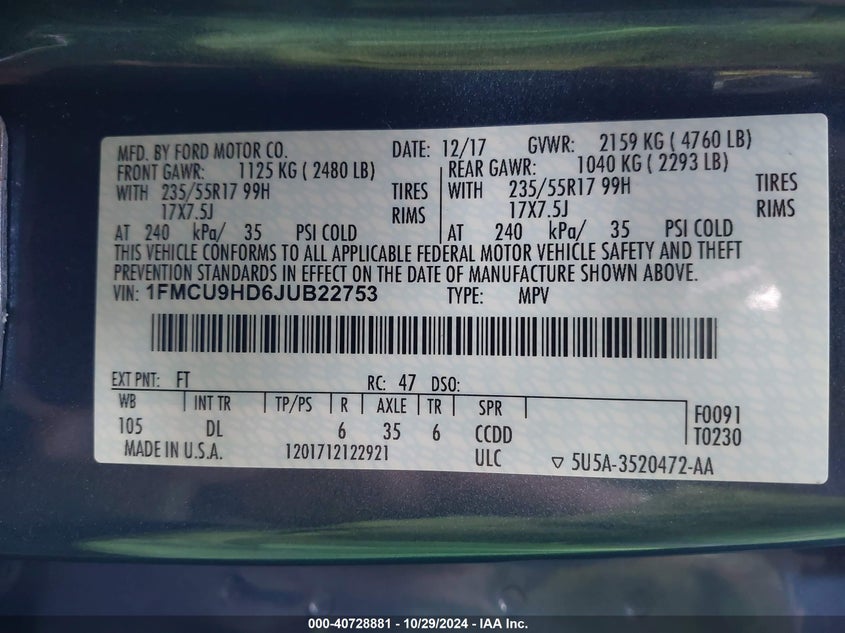 MFD. BY FORD MOTOR CO. DATE: 12/17 GVWR: 2159 KG ( 4760 LB)
FRONT GAWR: 1125 KG ( 2480 LB) REAR GAWR: 1040 KG ( 2293 LB)
WITH 235/55R17 99H TIRES WITH 235/55R17 99H TIRES
17X7.5J RIMS 17X7.5J RIMS
AT 240 kPa/ 35 PSI COLD AT 240 kPa/ 35 PSI COLD
THIS VEHICLE CONFORMS TO ALL APPLICABLE FEDERAL MOTOR VEHICLE SAFETY AND THEFT
PREVENTION STANDARDS IN EFFECT ON THE DATE OF MANUFACTURE SHOWN ABOVE.
VIN: 1FMCU9HD6JUB22753 TYPE: MPV
EXT PNT: FT RC: 47 DSO:
WB INT TR TP/PS R AXLE TR SPR F0091
105 DL 6 35 6 CCDD T0230
MADE IN U.S.A. 1201712122921 ULC ▽ 5U5A-3520472-AA
000-40728881 - 10/29/2024 - IAA Inc.